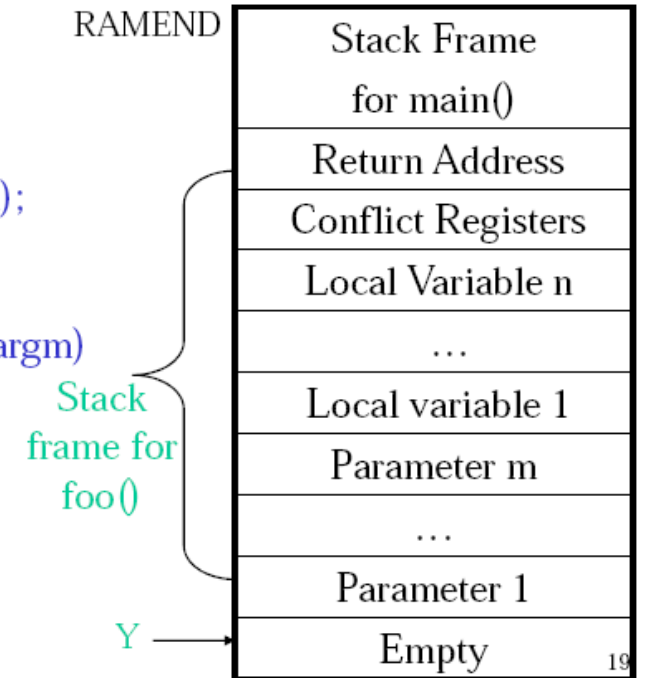 RAMEND
Stack Frame
for main()
Return Address
);
Conflict Registers
Local Variable n
argm)
...
Stack
frame for
foo()
Local variable 1
Parameter m
...
Parameter 1
Y
Empty
19